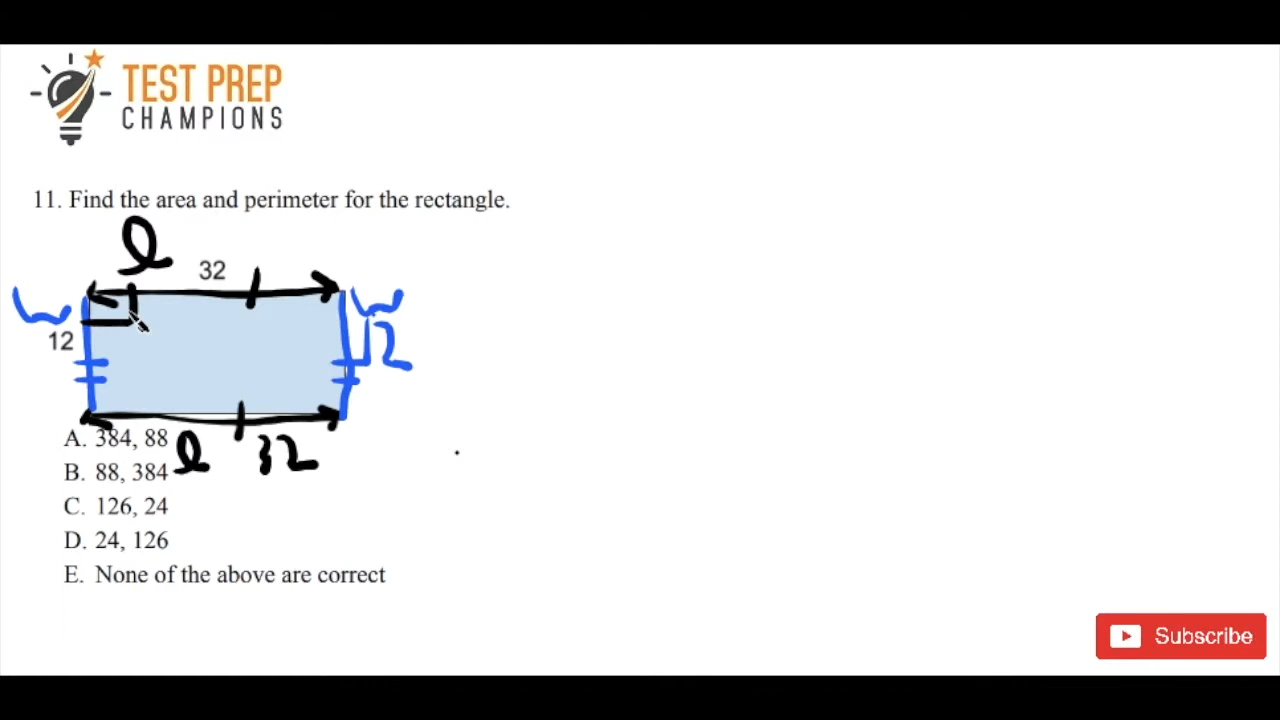 TEST PREP
CHAMPIONS
11. Find the area and perimeter for the rectangle.
l
32
w
w
12
12
A. 384, 88
l
32
B. 88, 384
C. 126, 24
D. 24, 126
E. None of the above are correct
Subscribe